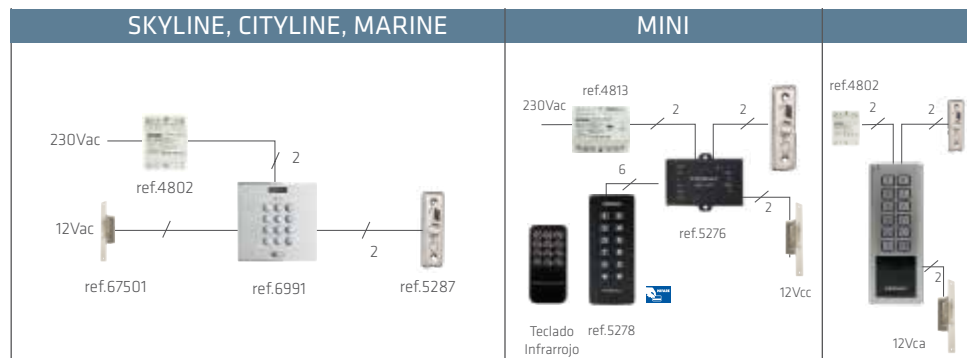 SKYLINE, CITYLINE, MARINE
230Vac
2
ref.4802
12Vac
2
ref.67501
ref.6991
ref.5287
MINI
ref.4813
230Vac
2
2
6
2
ref.5276
12Vcc
Teclado
Infrarrojo
ref.5278
ref.4802
2
2
2
12Vca